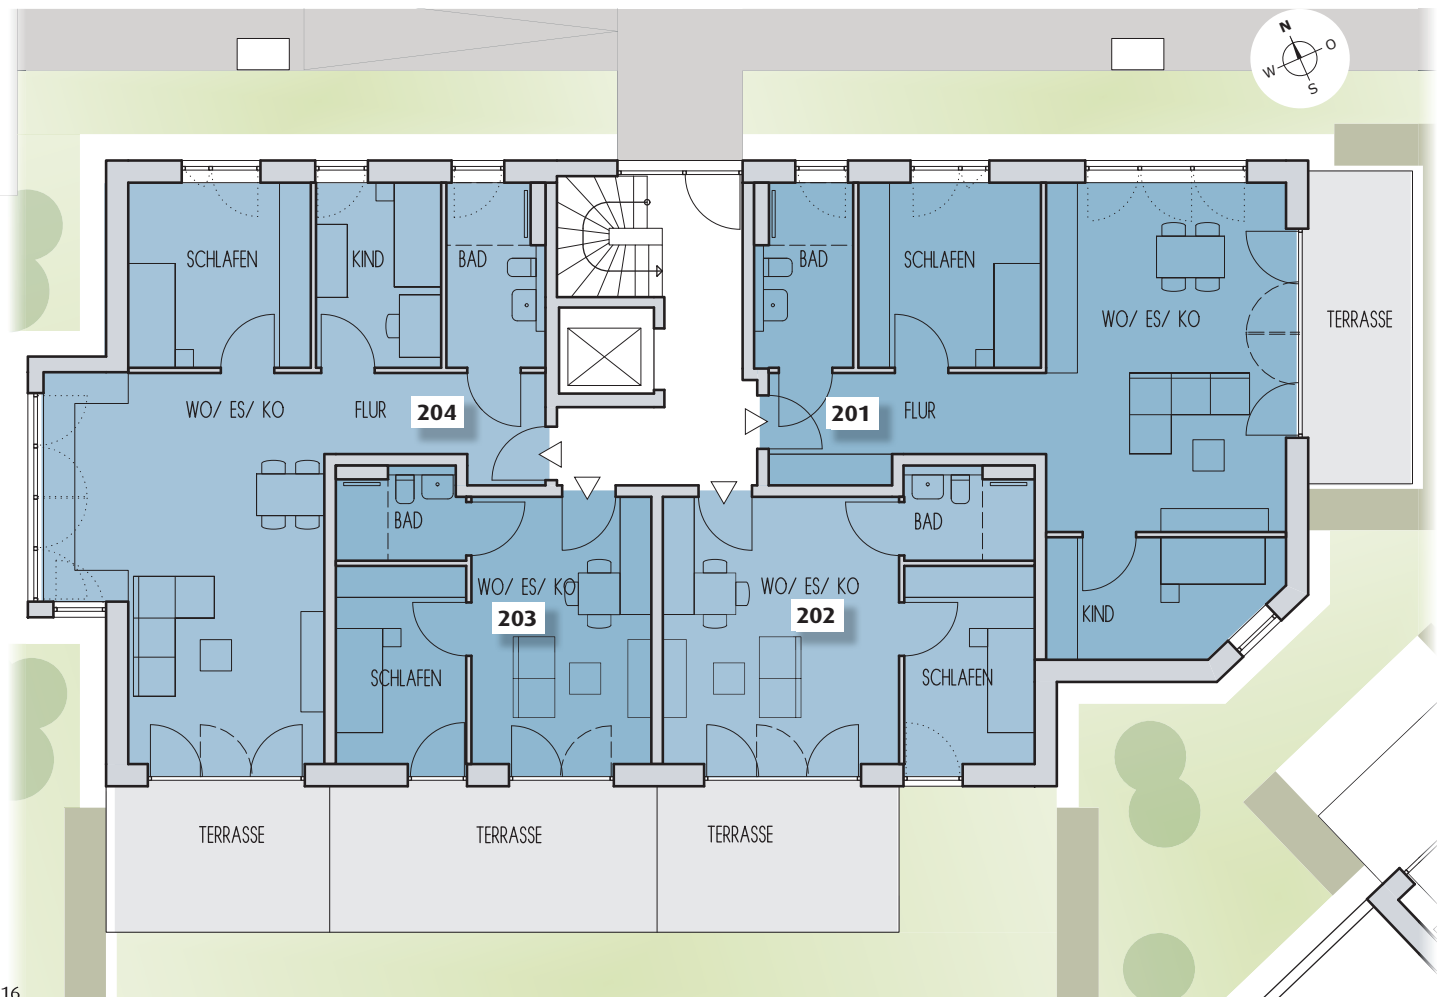 N
O
W
S
SCHLAFEN
KIND
BAD
BAD
SCHLAFEN
WO/ ES/ KO
TERRASSE
WO/ ES/ KO
FLUR
204
201
FLUR
BAD
BAD
WO/ ES/ KO
203
WO/ ES/ KO
202
KIND
SCHLAFEN
SCHLAFEN
TERRASSE
TERRASSE
TERRASSE
16